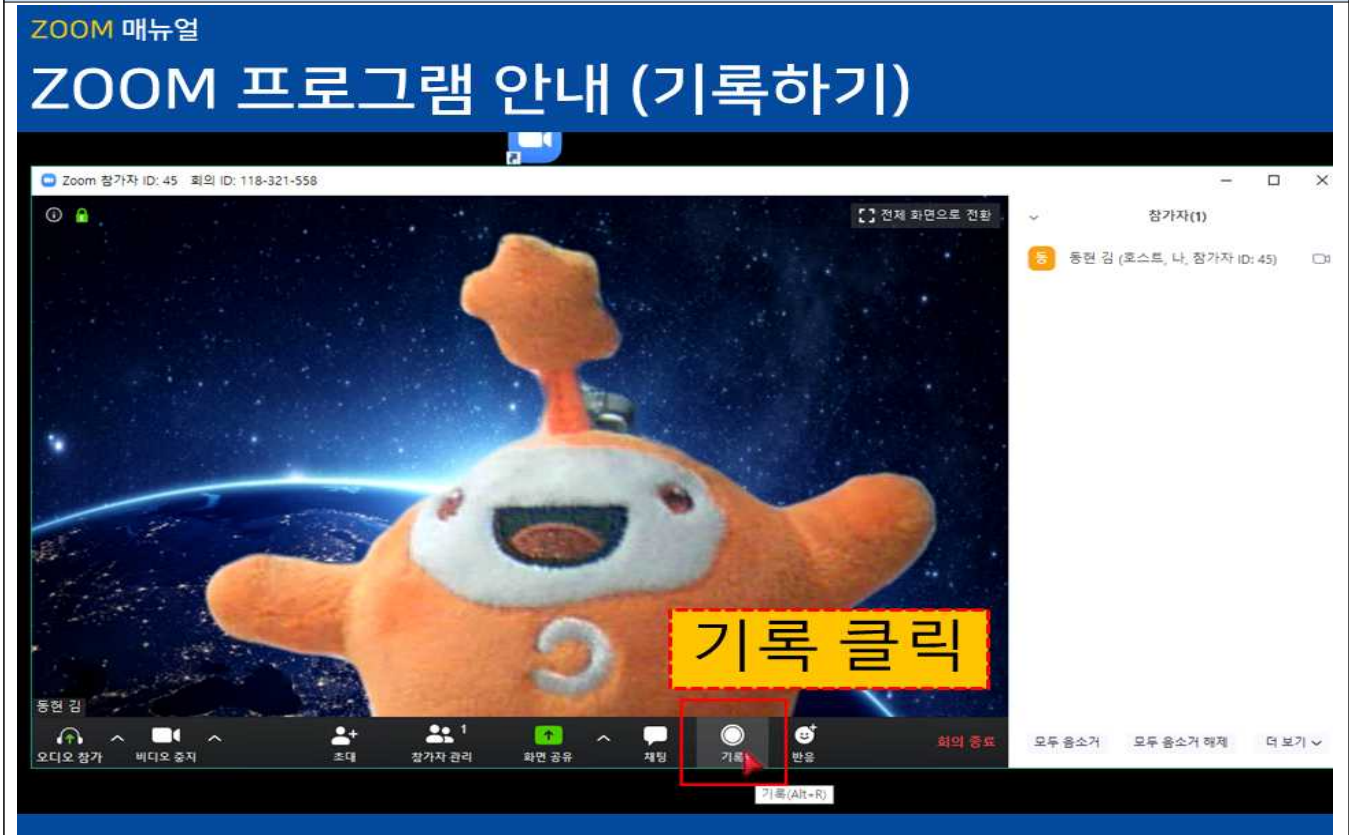 ZOOM 매뉴얼
ZOOM 프로그램 안내 (기록하기)
Zoom 참가자 ID: 45 회의 ID: 118-321-558
전체 화면으로 전환
참가자(1)
동 동현 김 (호스트, 나, 참가자 ID: 45)
기록 클릭
동현 김
오디오 참가 비디오 중지 초대 참가자 관리 1 화면 공유 채팅 기록 반응 회의 종료
모두 음소거 모두 음소거 해제 더 보기
기록(Alt+R)